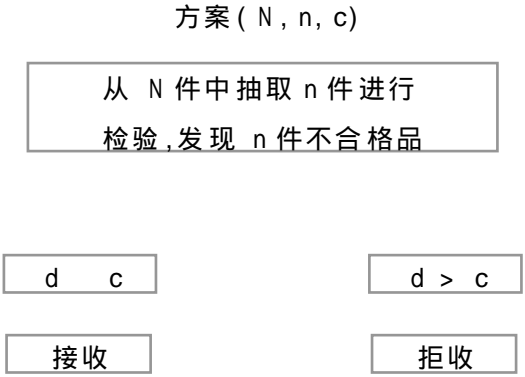 方案( N , n, c)
从 N 件中抽取 n 件进行
检验 ,发现 n 件不合格品
d c
d > c
接收
拒收